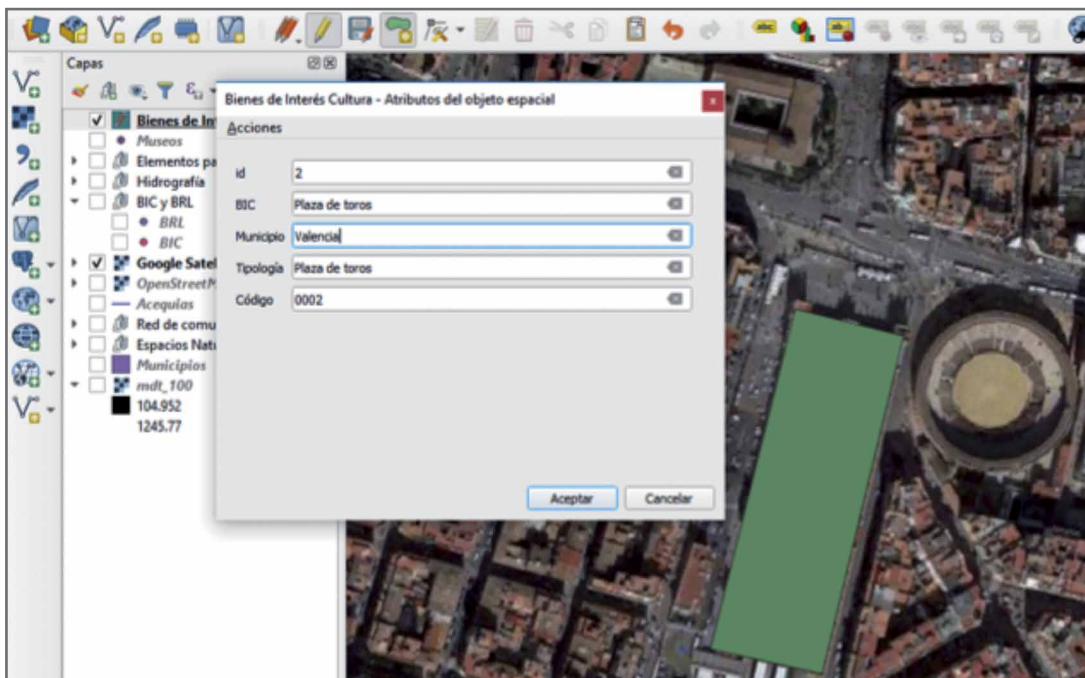 Capas
Bienes de In
Museos
Elementos pa
Hidrografía
BIC y BRL
BRL
BIC
Google Satel
OpenStreetM
Acequias
Red de comu
Espacios Natu
Municipios
mdt_100
104.952
1245.77
Bienes de Interés Cultura - Atributos del objeto espacial
Acciones
id 2
BIC Plaza de toros
Municipio Valencia
Tipología Plaza de toros
Código 0002
Aceptar Cancelar